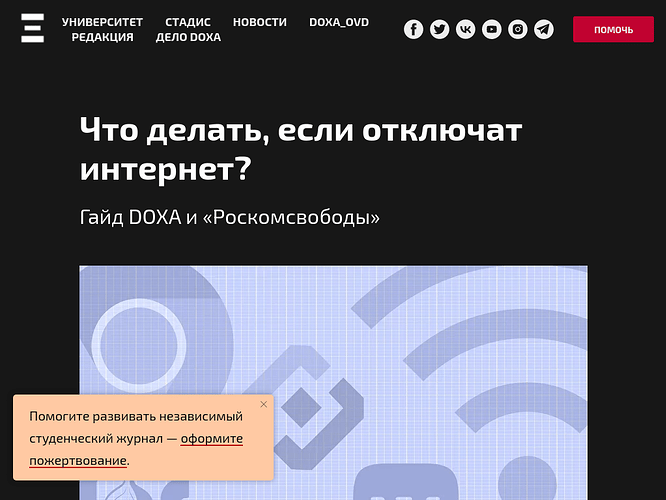 УНИВЕРСИТЕТ СТАДИС НОВОСТИ DOXA_OVD
РЕДАКЦИЯ ДЕЛО DOXA
ПОМОЧЬ
Что делать, если отключат
интернет?
Гайд DOXA и «Роскомсвободы»
Помогите развивать независимый
студенческий журнал — оформите
пожертвование.